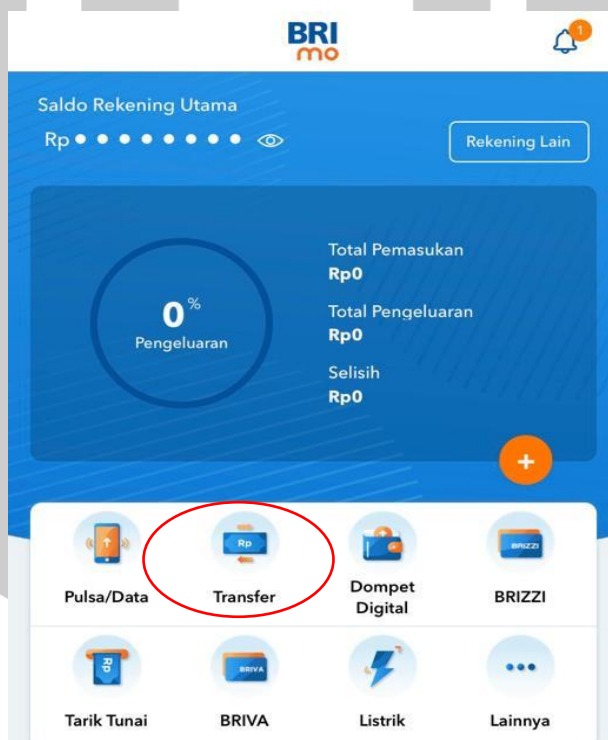 BRI
mo
1
Saldo Rekening Utama
Rp
Rekening Lain
0%
Pengeluaran
Total Pemasukan
Rp0
Total Pengeluaran
Rp0
Selisih
Rp0
+
Rp
BRIZZI
Pulsa/Data
Transfer
Dompet
Digital
BRIZZI
Rp
BRIVA
Tarik Tunai
BRIVA
Listrik
Lainnya